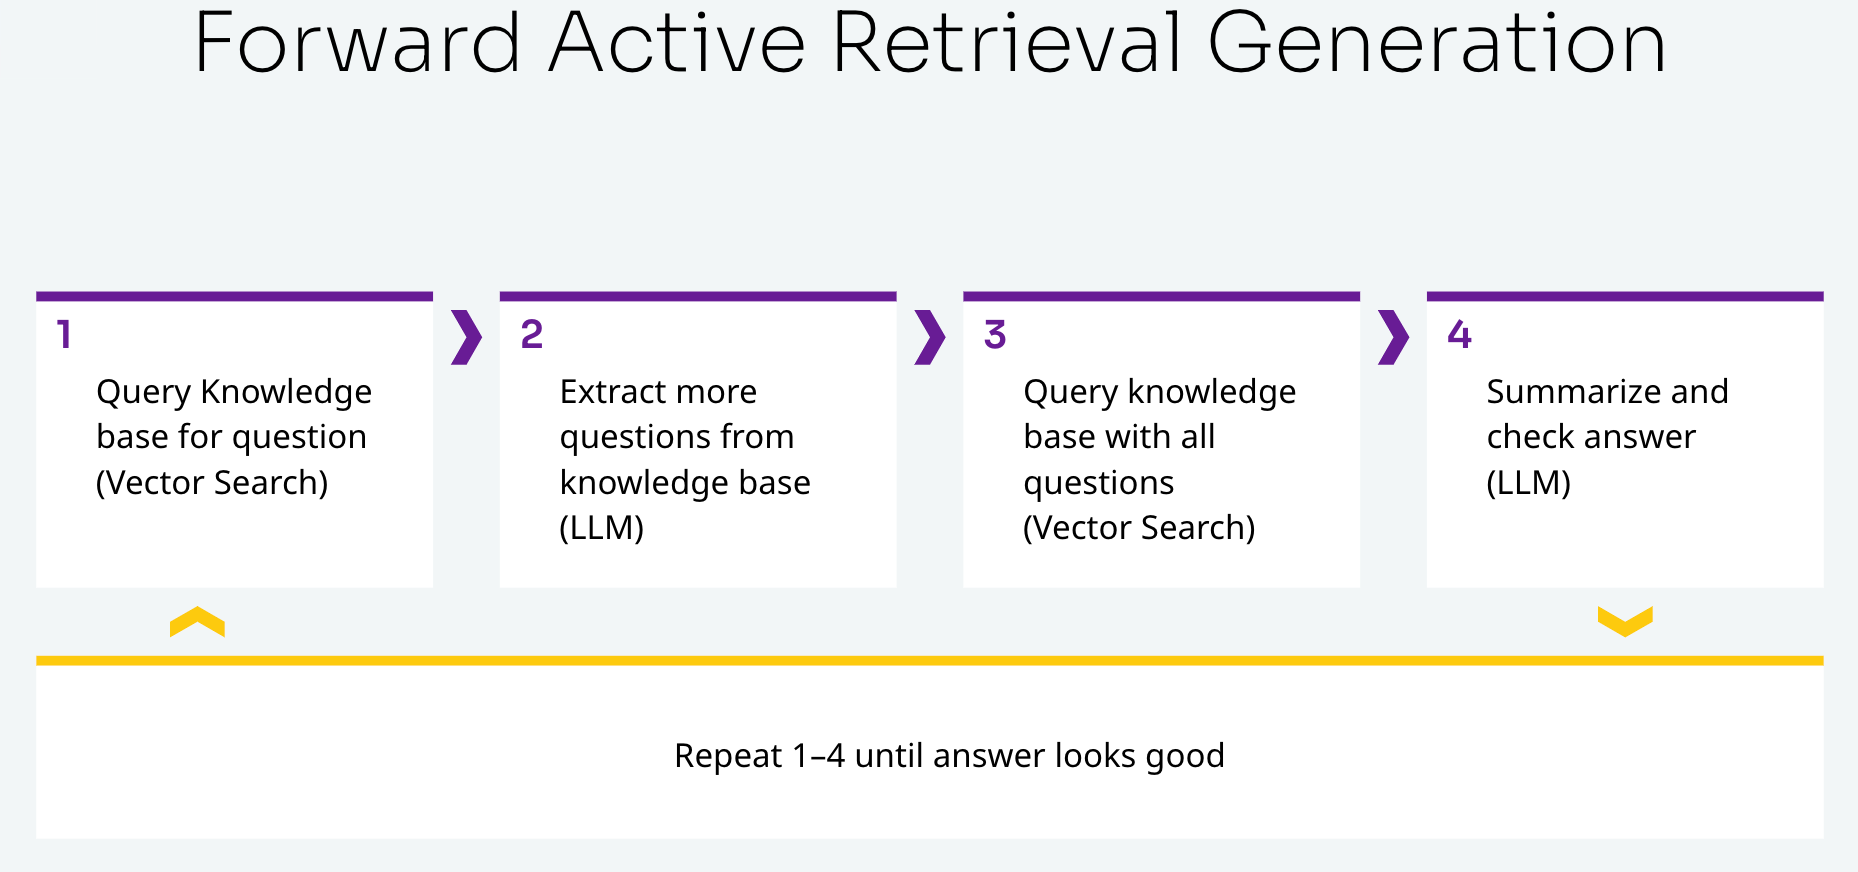 Forward Active Retrieval Generation
1
Query Knowledge
base for question
(Vector Search)
2
Extract more
questions from
knowledge base
(LLM)
3
Query knowledge
base with all
questions
(Vector Search)
4
Summarize and
check answer
(LLM)
Repeat 1–4 until answer looks good